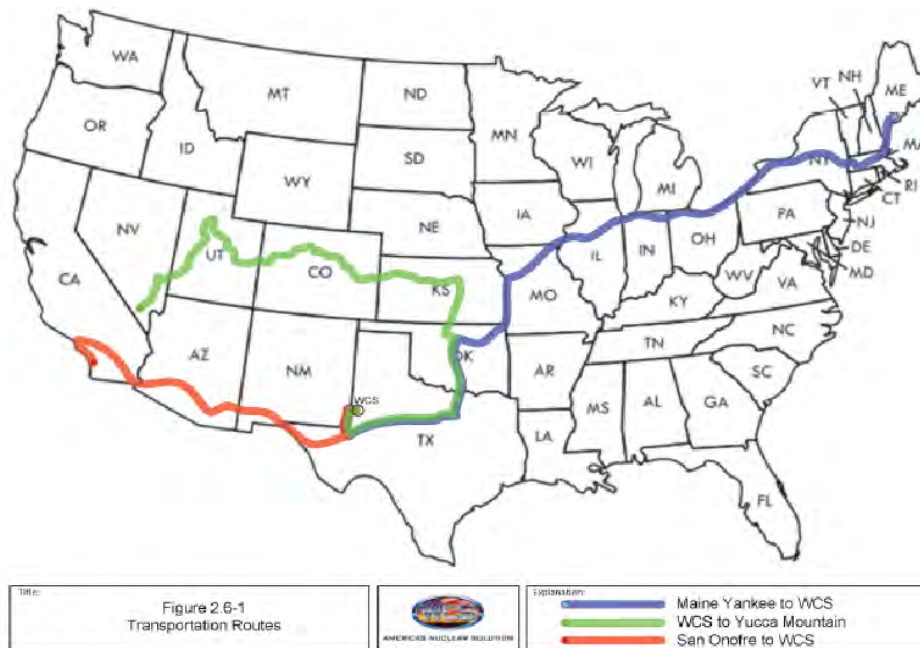 WA
MT
ND
MN
VT
NH
ME
OR
ID
SD
WI
MI
NY
MA
RI
CT
WY
IA
PA
NJ
NV
NE
OH
DE
MD
UT
CO
IL
IN
WV
VA
CA
KS
MO
KY
NC
AZ
NM
OK
TN
SC
AR
WCS
MS
AL
GA
TX
LA
FL
Title:
Figure 2.6-1
Transportation Routes
WCS
AMERICA'S NUCLEAR SOLUTION
Explanation:
Maine Yankee to WCS
WCS to Yucca Mountain
San Onofre to WCS